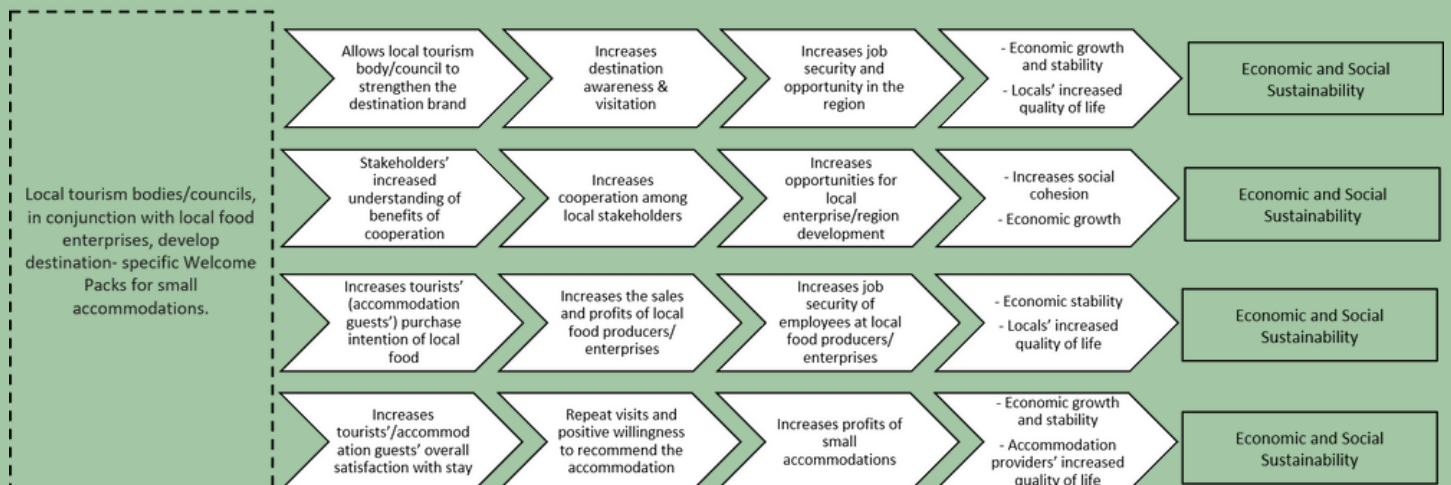 Local tourism bodies/councils,
in conjunction with local food
enterprises, develop
destination- specific Welcome
Packs for small
accommodations.
Allows local tourism
body/council to
strengthen the
destination brand
Increases
destination
awareness &
visitation
Increases job
security and
opportunity in the
region
- Economic growth
and stability
- Locals' increased
quality of life
Economic and Social
Sustainability
Stakeholders'
increased
understanding of
benefits of
cooperation
Increases
cooperation among
local stakeholders
Increases
opportunities for
local
enterprise/region
development
- Increases social
cohesion
- Economic growth
Economic and Social
Sustainability
Increases tourists'
(accommodation
guests') purchase
intention of local
food
Increases the sales
and profits of local
food producers/
enterprises
Increases job
security of
employees at local
food producers/
enterprises
- Economic stability
- Locals' increased
quality of life
Economic and Social
Sustainability
Increases
tourists'/accommod
ation guests' overall
satisfaction with stay
Repeat visits and
positive willingness
to recommend the
accommodation
Increases profits of
small
accommodations
- Economic growth
and stability
- Accommodation
providers' increased
quality of life
Economic and Social
Sustainability